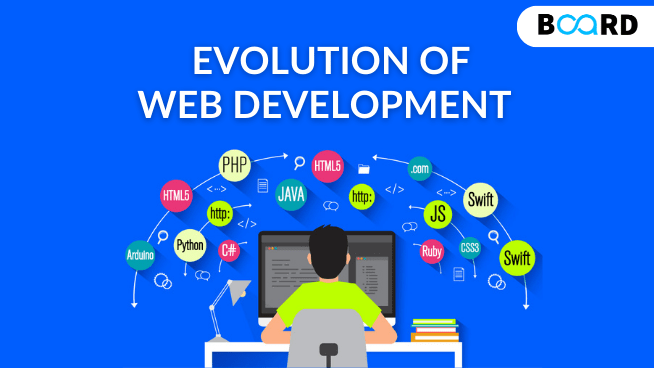 BOARD
EVOLUTION OF
WEB DEVELOPMENT
PHP
HTML5
.com
HTML5
JAVA
http:
Swift
http:
JS
Arduino
Python
C#
Ruby
CSS3
Swift